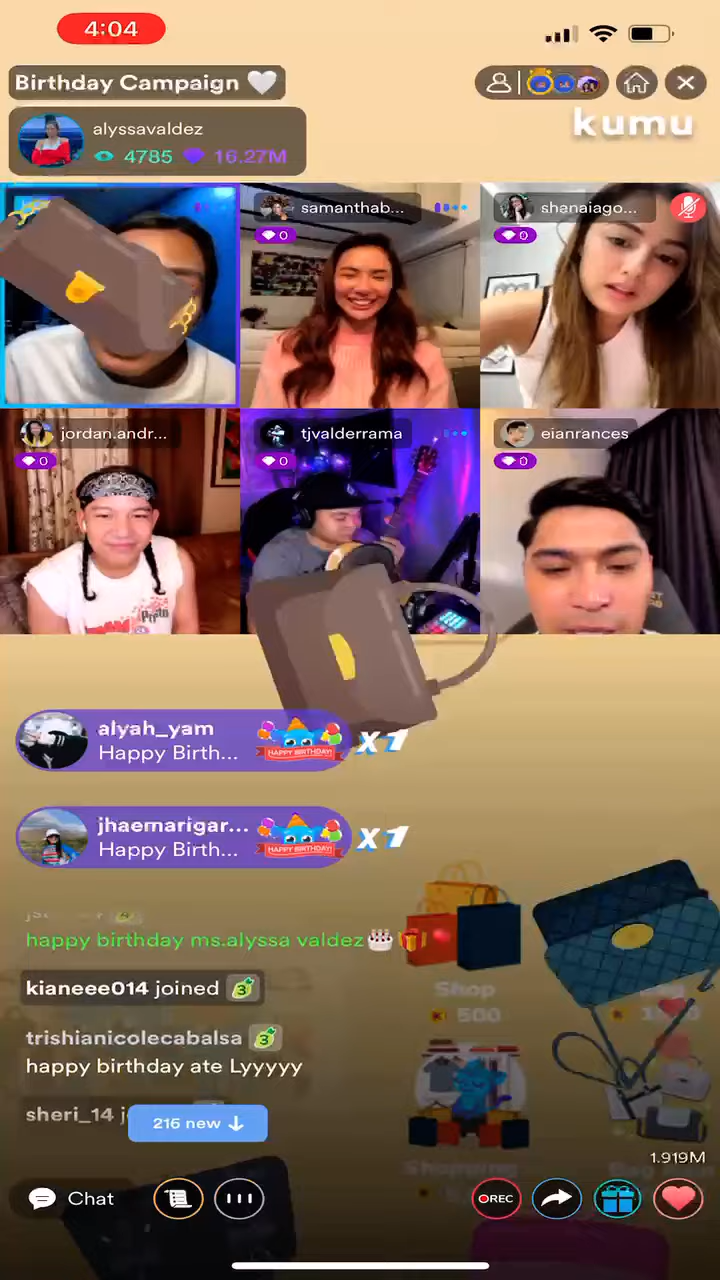 4:04
Birthday Campaign 🤍
alyssavaldez
4785 16.27M
kumu
samanthab...
0
shanaiago...
0
jordan.andr...
0
tjvalderrama
0
eianrances
0
alyah_yam
Happy Birth...
HAPPY BIRTHDAY!
X1
jhaemarigar...
Happy Birth...
HAPPY BIRTHDAY!
X1
happy birthday ms.alyssa valdez🎂🎁
kianeee014 joined 3
trishianicolecabalsa 3
happy birthday ate Lyyyyy
sheri_14 j
216 new ↓
Shop
500
Shopping
1.919M
Chat
REC